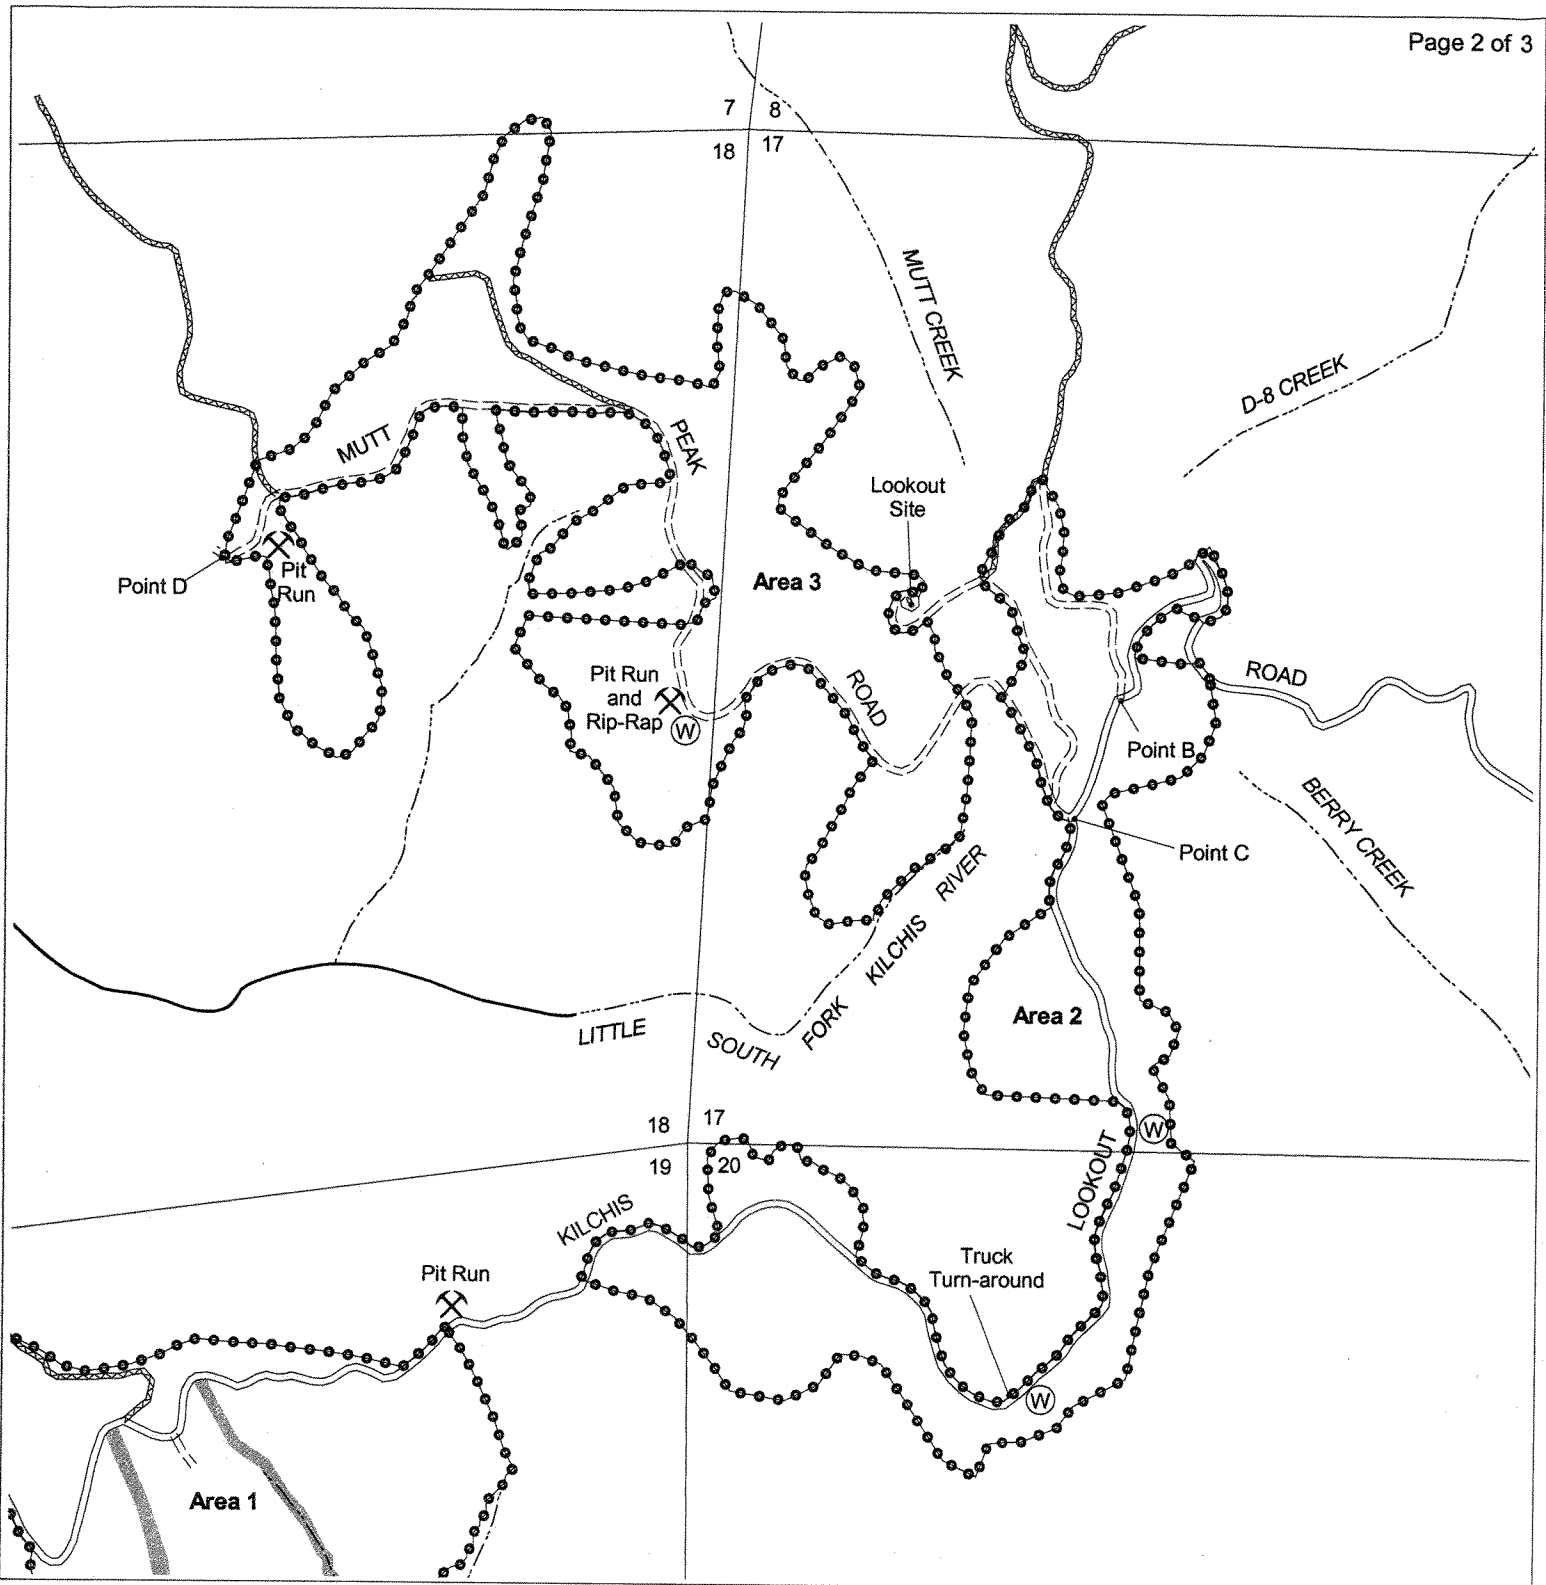 Page 2 of 3
7 8
18 17
MUTT CREEK
D-8 CREEK
MUTT
PEAK
Lookout
Site
Point D
Pit
Run
Area 3
Pit Run
and
Rip-Rap
W
ROAD
ROAD
Point B
BERRY CREEK
Point C
LITTLE SOUTH FORK KILCHIS RIVER
Area 2
18 17
19 20
W
KILCHIS
LOOKOUT
Truck
Turn-around
Pit Run
W
Area 1